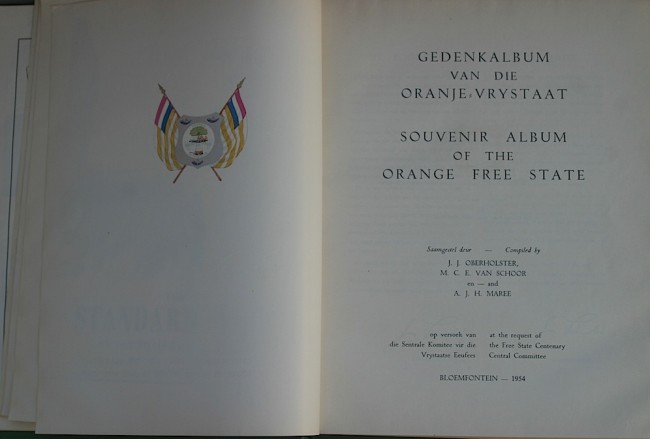 GEDENKALBUM
VAN DIE
ORANJE-VRYSTAAT
SOUVENIR ALBUM
OF THE
ORANGE FREE STATE
Saamgestel deur — Compiled by
J. J. OBERHOLSTER,
M. C. E. VAN SCHOOR
en — and
A. J. H. MAREE
op versoek van
die Sentrale Komitee vir die
Vrystaatse Eeufees
at the request of
the Free State Centenary
Central Committee
BLOEMFONTEIN — 1954